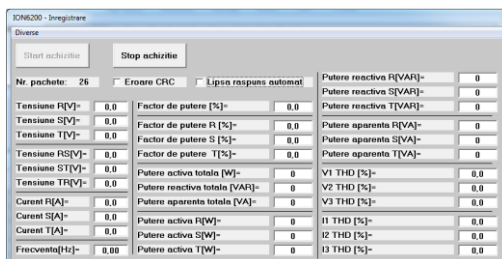 ION6200 - Inregistrare
Diverse
Start achizitie
Stop achizitie
Nr. pachete: 26
Eroare CRC
Lipsa raspuns automat
Tensiune R[V]= 0,0
Tensiune S[V]= 0,0
Tensiune T[V]= 0,0
Tensiune RS[V]= 0,0
Tensiune ST[V]= 0,0
Tensiune TR[V]= 0,0
Curent R[A]= 0,0
Curent S[A]= 0,0
Curent T[A]= 0,0
Frecventa[Hz]= 0,00
Factor de putere [%]= 0,0
Factor de putere R [%]= 0,0
Factor de putere S [%]= 0,0
Factor de putere T[%]= 0,0
Putere activa totala [W]= 0
Putere reactiva totala [VAR]= 0
Putere aparenta totala [VA]= 0
Putere activa R[W]= 0
Putere activa S[W]= 0
Putere activa T[W]= 0
Putere reactiva R[VAR]= 0
Putere reactiva S[VAR]= 0
Putere reactiva T[VAR]= 0
Putere aparenta R[VA]= 0
Putere aparenta S[VA]= 0
Putere aparenta T[VA]= 0
V1 THD [%]= 0,0
V2 THD [%]= 0,0
V3 THD [%]= 0,0
I1 THD [%]= 0,0
I2 THD [%]= 0,0
I3 THD [%]= 0,0